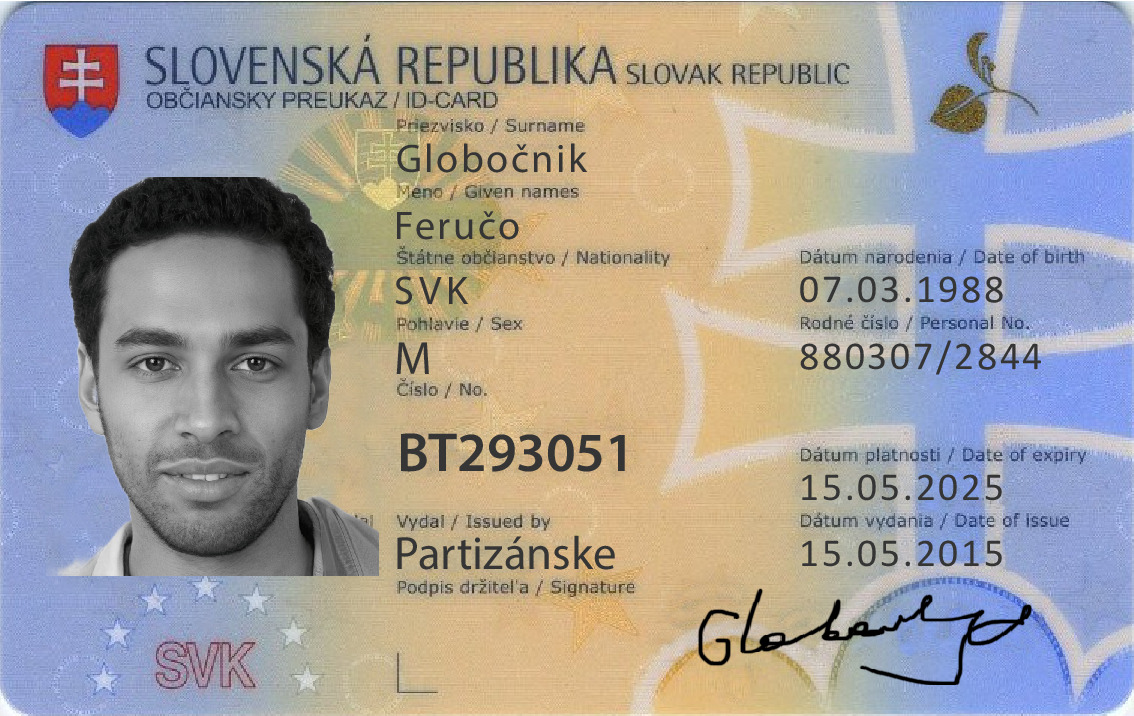 SLOVENSKÁ REPUBLIKA SLOVAK REPUBLIC
OBČIANSKY PREUKAZ / ID-CARD
Priezvisko / Surname
Globočnik
Meno / Given names
Feručo
Štátne občianstvo / Nationality
SVK
Dátum narodenia / Date of birth
07.03.1988
Pohlavie / Sex
M
Rodné číslo / Personal No.
880307/2844
Číslo / No.
BT293051
Dátum platnosti / Date of expiry
15.05.2025
Vydal / Issued by
Partizánske
Dátum vydania / Date of issue
15.05.2015
Podpis držiteľa / Signature
SVK